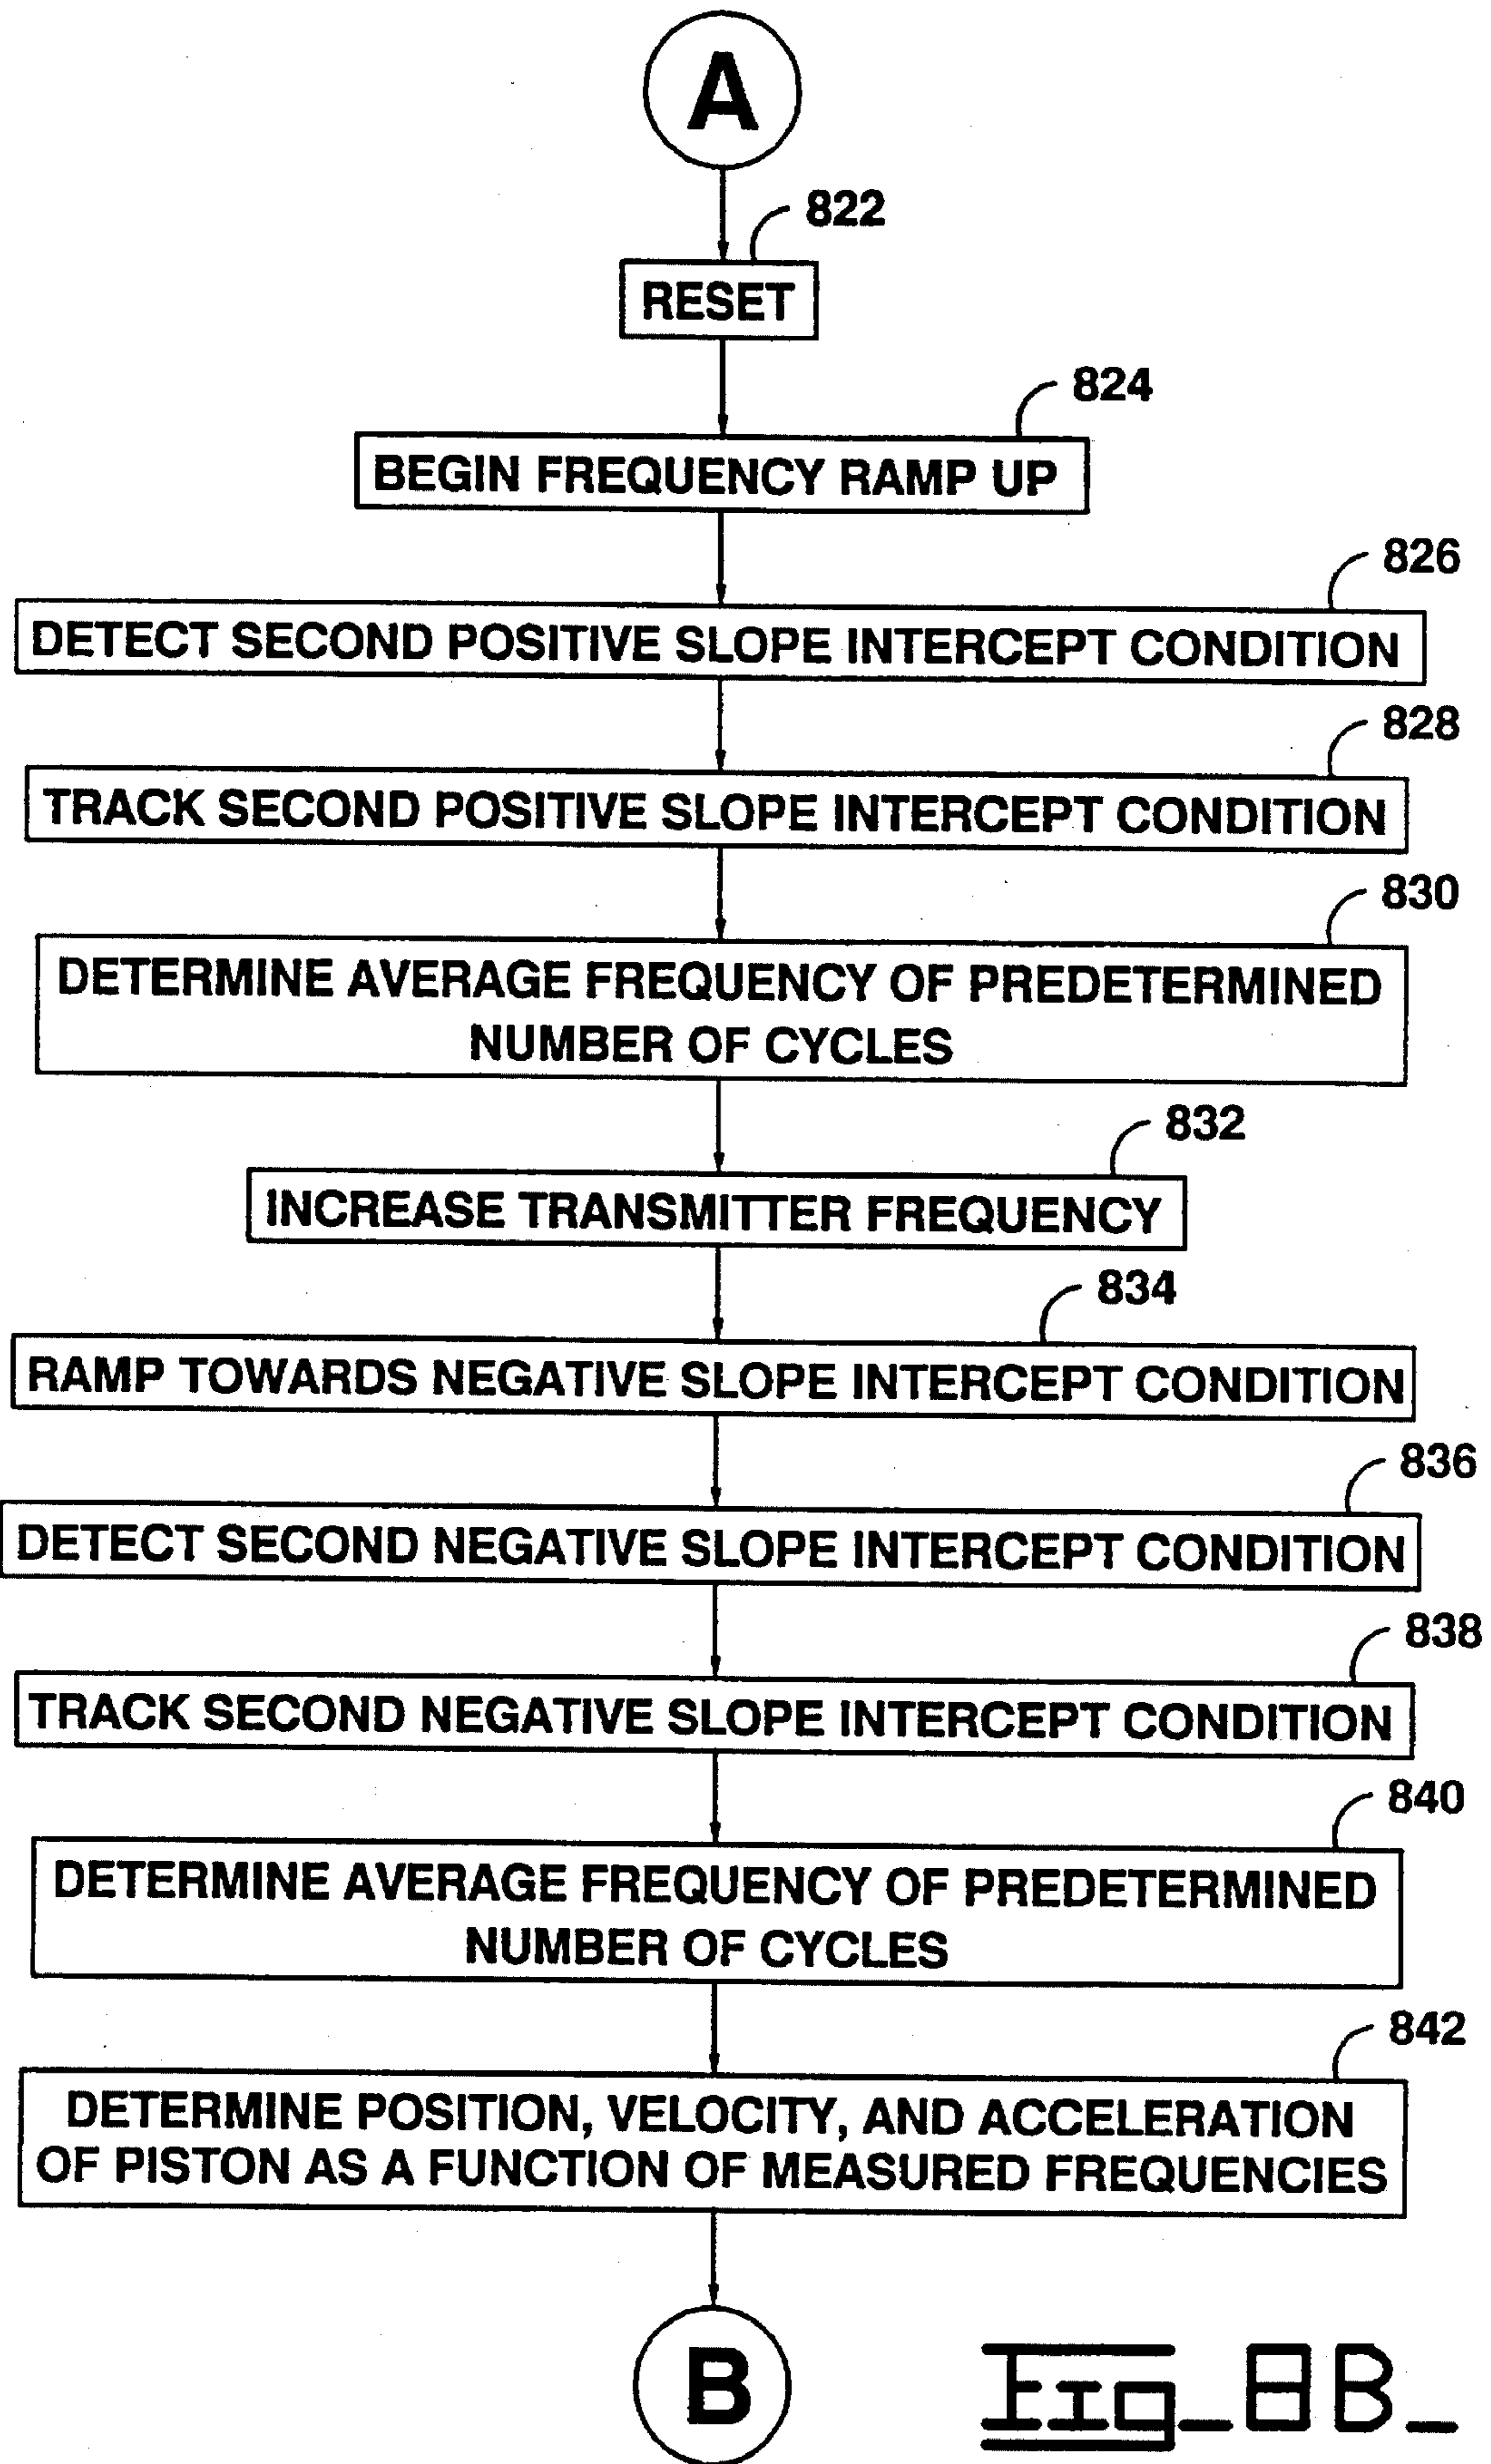 A
822
RESET
824
BEGIN FREQUENCY RAMP UP
826
DETECT SECOND POSITIVE SLOPE INTERCEPT CONDITION
828
TRACK SECOND POSITIVE SLOPE INTERCEPT CONDITION
830
DETERMINE AVERAGE FREQUENCY OF PREDETERMINED
NUMBER OF CYCLES
832
INCREASE TRANSMITTER FREQUENCY
834
RAMP TOWARDS NEGATIVE SLOPE INTERCEPT CONDITION
836
DETECT SECOND NEGATIVE SLOPE INTERCEPT CONDITION
838
TRACK SECOND NEGATIVE SLOPE INTERCEPT CONDITION
840
DETERMINE AVERAGE FREQUENCY OF PREDETERMINED
NUMBER OF CYCLES
842
DETERMINE POSITION, VELOCITY, AND ACCELERATION
OF PISTON AS A FUNCTION OF MEASURED FREQUENCIES
B
Fig_8B_